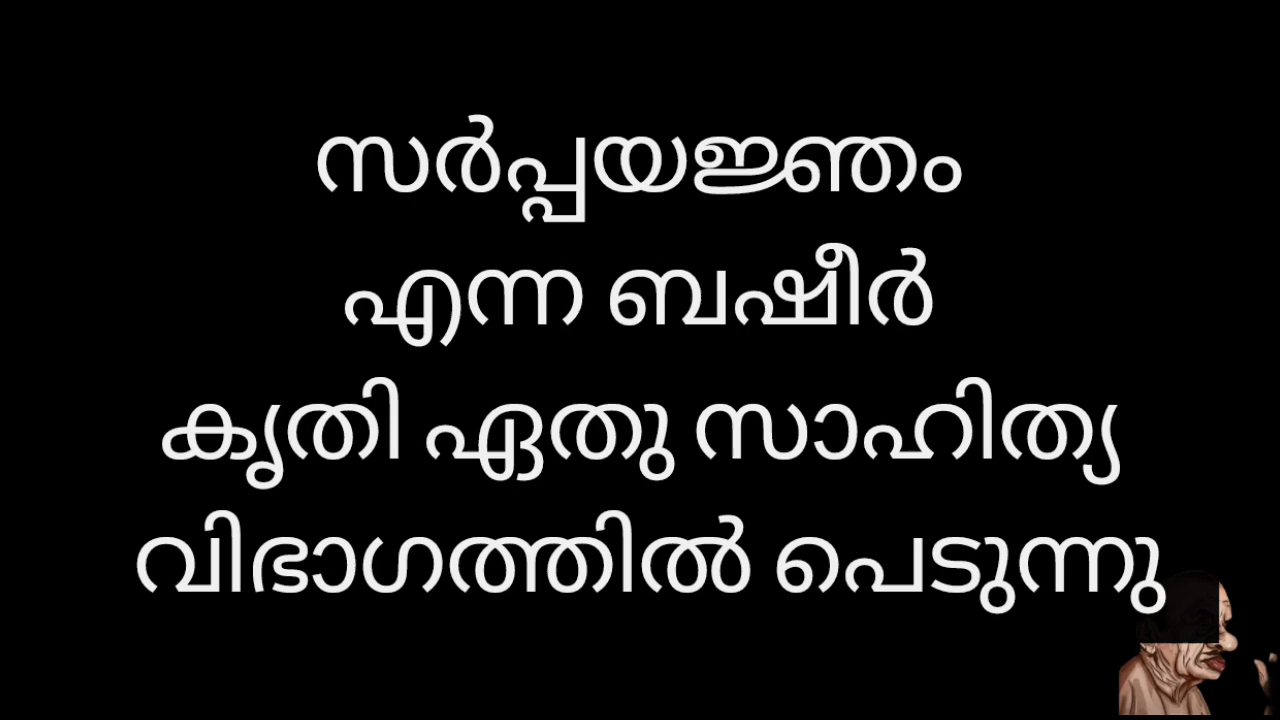 സർപ്പയജ്ഞം
എന്ന ബഷീർ
കൃതി ഏതു സാഹിത്യ
വിഭാഗത്തിൽ പെടുന്നു